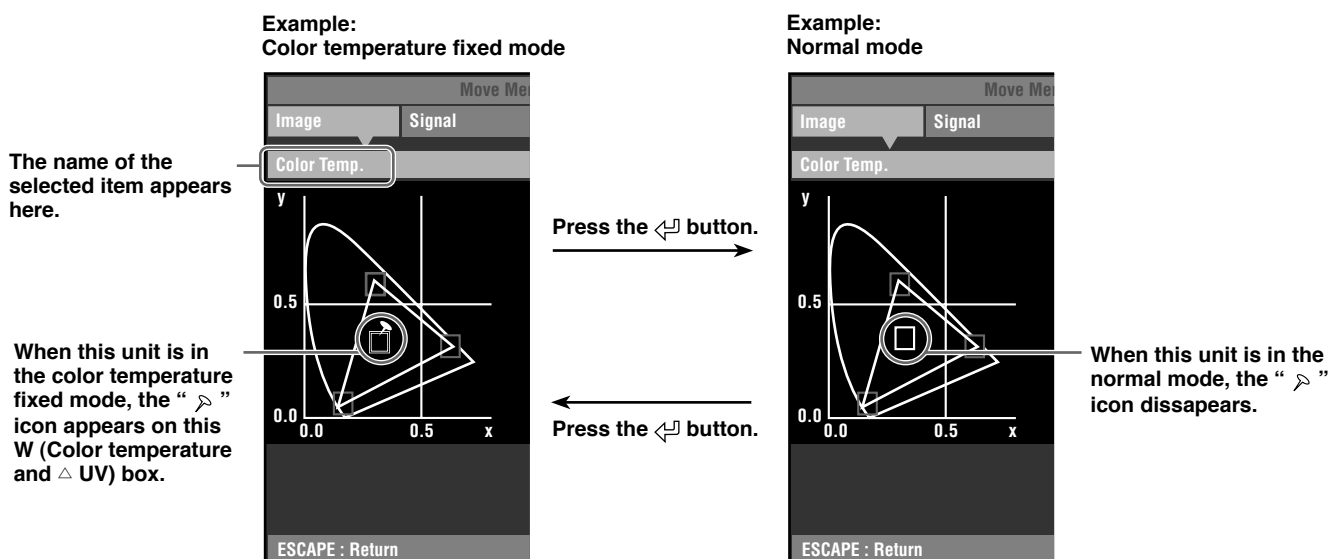 Example:
Color temperature fixed mode
Example:
Normal mode
Move Me
Image Signal
Color Temp.
y
0.5
0.0
0.0 0.5 x
ESCAPE : Return
Move Me
Image Signal
Color Temp.
y
0.5
0.0
0.0 0.5 x
ESCAPE : Return
The name of the
selected item appears
here.
When this unit is in
the color temperature
fixed mode, the “ ”
icon appears on this
W (Color temperature
and △ UV) box.
Press the button.
Press the button.
When this unit is in the
normal mode, the “ ”
icon dissapears.